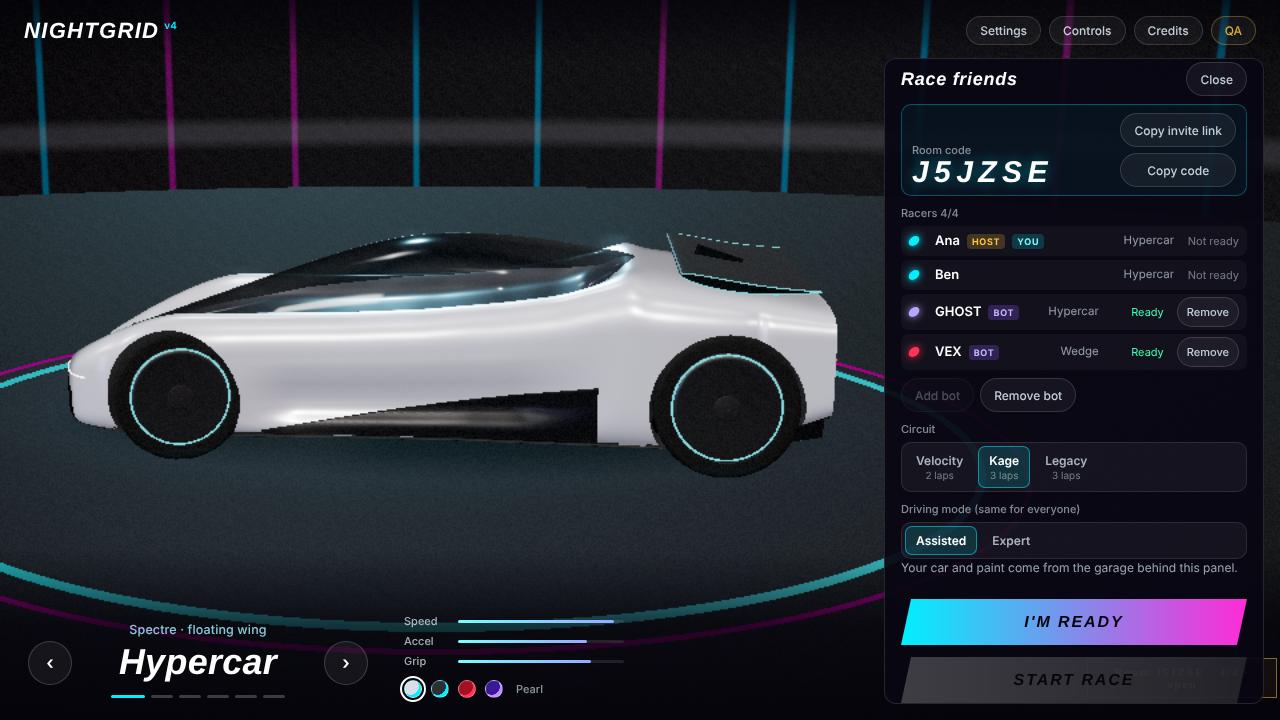 NIGHTGRID v4
Settings
Controls
Credits
QA
Race friends
Close
Room code
J5JZSE
Copy invite link
Copy code
Racers 4/4
Ana HOST YOU Hypercar Not ready
Ben Hypercar Not ready
GHOST BOT Hypercar Ready Remove
VEX BOT Wedge Ready Remove
Add bot
Remove bot
Circuit
Velocity
2 laps
Kage
3 laps
Legacy
3 laps
Driving mode (same for everyone)
Assisted
Expert
Your car and paint come from the garage behind this panel.
I'M READY
START RACE
Spectre · floating wing
‹
Hypercar
›
Speed
Accel
Grip
Pearl